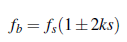 f_b = f_s(1 ± 2ks)